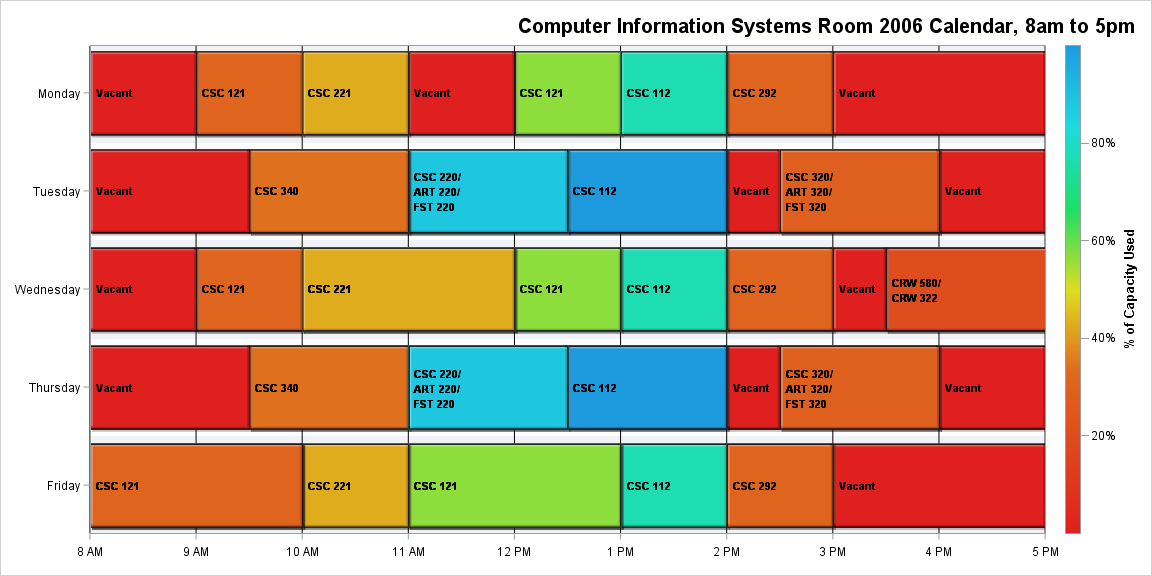 Computer Information Systems Room 2006 Calendar, 8am to 5pm
Monday
Vacant
CSC 121
CSC 221
Vacant
CSC 121
CSC 112
CSC 292
Vacant
Tuesday
Vacant
CSC 340
CSC 220/
ART 220/
FST 220
CSC 112
Vacant
CSC 320/
ART 320/
FST 320
Vacant
Wednesday
Vacant
CSC 121
CSC 221
CSC 121
CSC 112
CSC 292
Vacant
CRW 580/
CRW 322
Thursday
Vacant
CSC 340
CSC 220/
ART 220/
FST 220
CSC 112
Vacant
CSC 320/
ART 320/
FST 320
Vacant
Friday
CSC 121
CSC 221
CSC 121
CSC 112
CSC 292
Vacant
8 AM
9 AM
10 AM
11 AM
12 PM
1 PM
2 PM
3 PM
4 PM
5 PM
80%
60%
40%
20%
% of Capacity Used